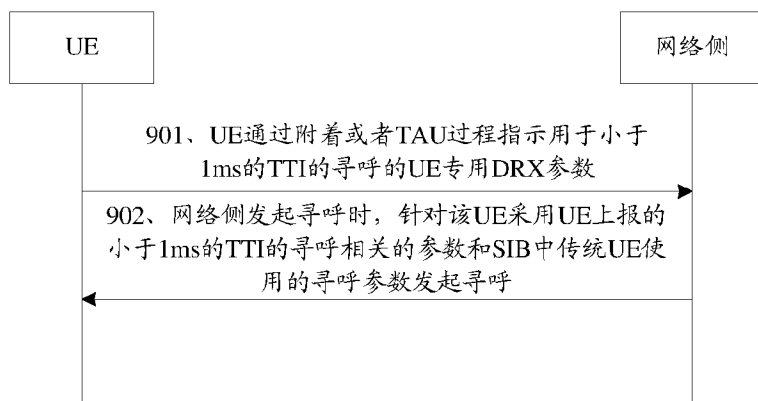 UE
网络侧
901、UE通过附着或者TAU过程指示用于小于
1ms的TTI的寻呼的UE专用DRX参数
902、网络侧发起寻呼时，针对该UE采用UE上报的
小于1ms的TTI的寻呼相关的参数和SIB中传统UE使
用的寻呼参数发起寻呼